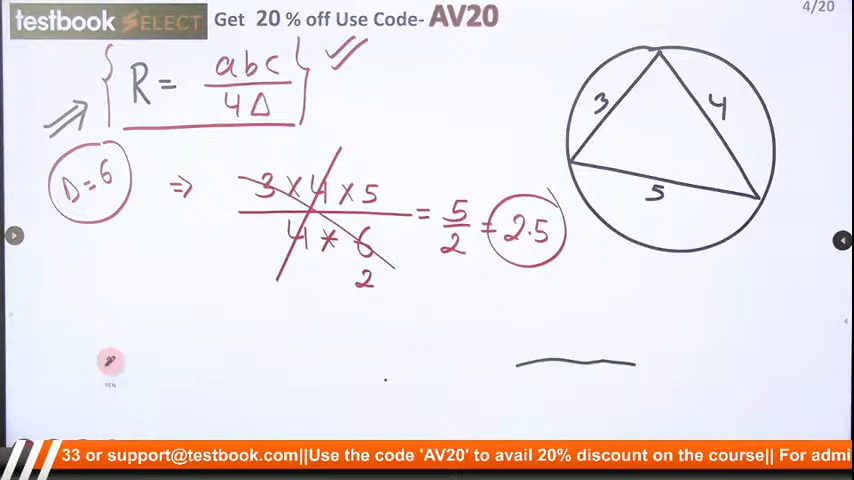 testbook SELECT Get 20 % off Use Code- AV20
4/20
R = abc / 4Δ
3
4
5
Δ = 6
⇒ 3 × 4 × 5 / 4 * 6 = 5/2 = 2.5
2
PEN
33 or support@testbook.com||Use the code 'AV20' to avail 20% discount on the course|| For admi